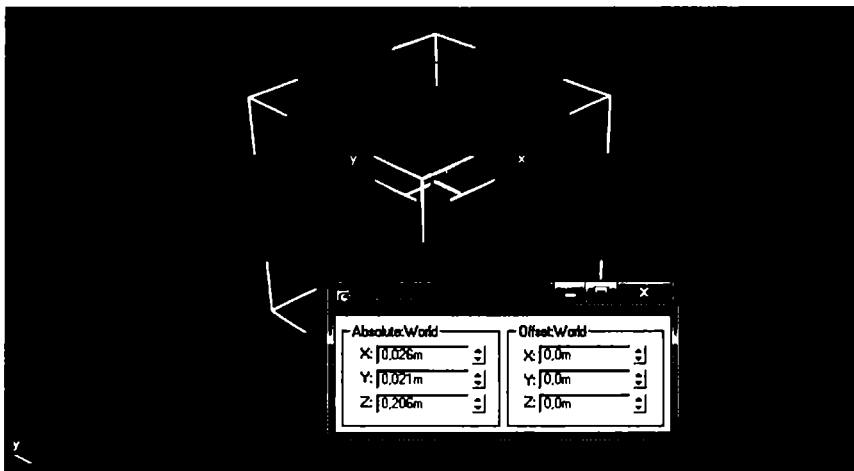 y
x
X
Absolute:World
Offset:World
X: 0,026m
X: 0,0m
Y: 0,021m
Y: 0,0m
Z: 0,206m
Z: 0,0m
y